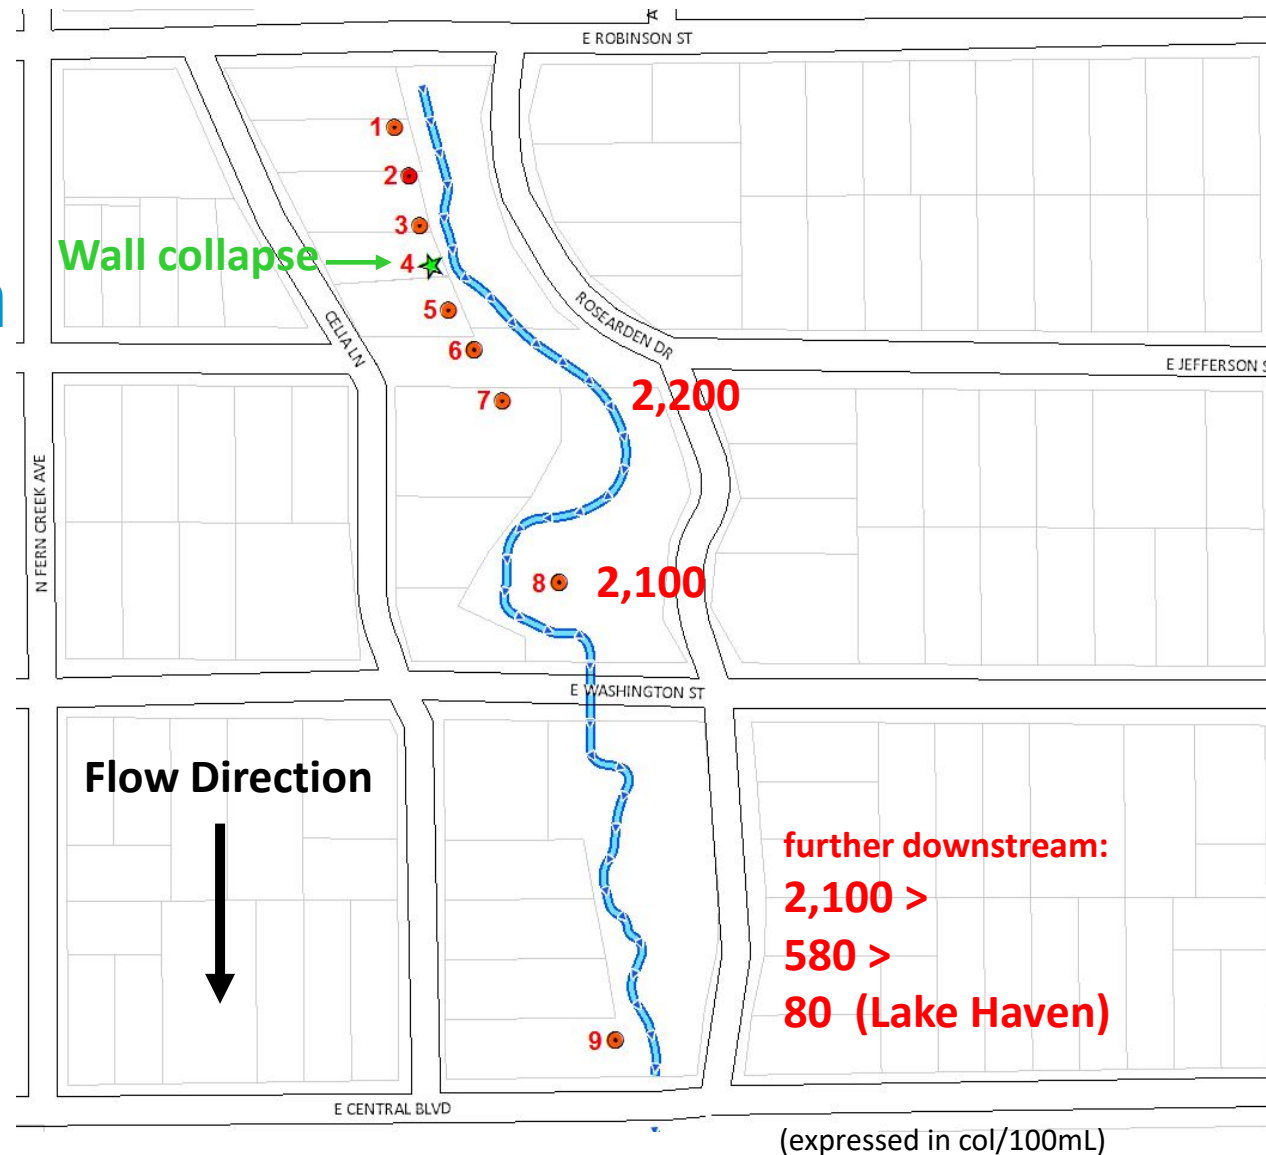 E ROBINSON ST
1
2
3
Wall collapse
4
5
6
7
CELIA LN
ROSEARDEN DR
E JEFFERSON S
2,200
N FERN CREEK AVE
8
2,100
E WASHINGTON ST
Flow Direction
further downstream:
2,100 >
580 >
80 (Lake Haven)
9
E CENTRAL BLVD
(expressed in col/100mL)